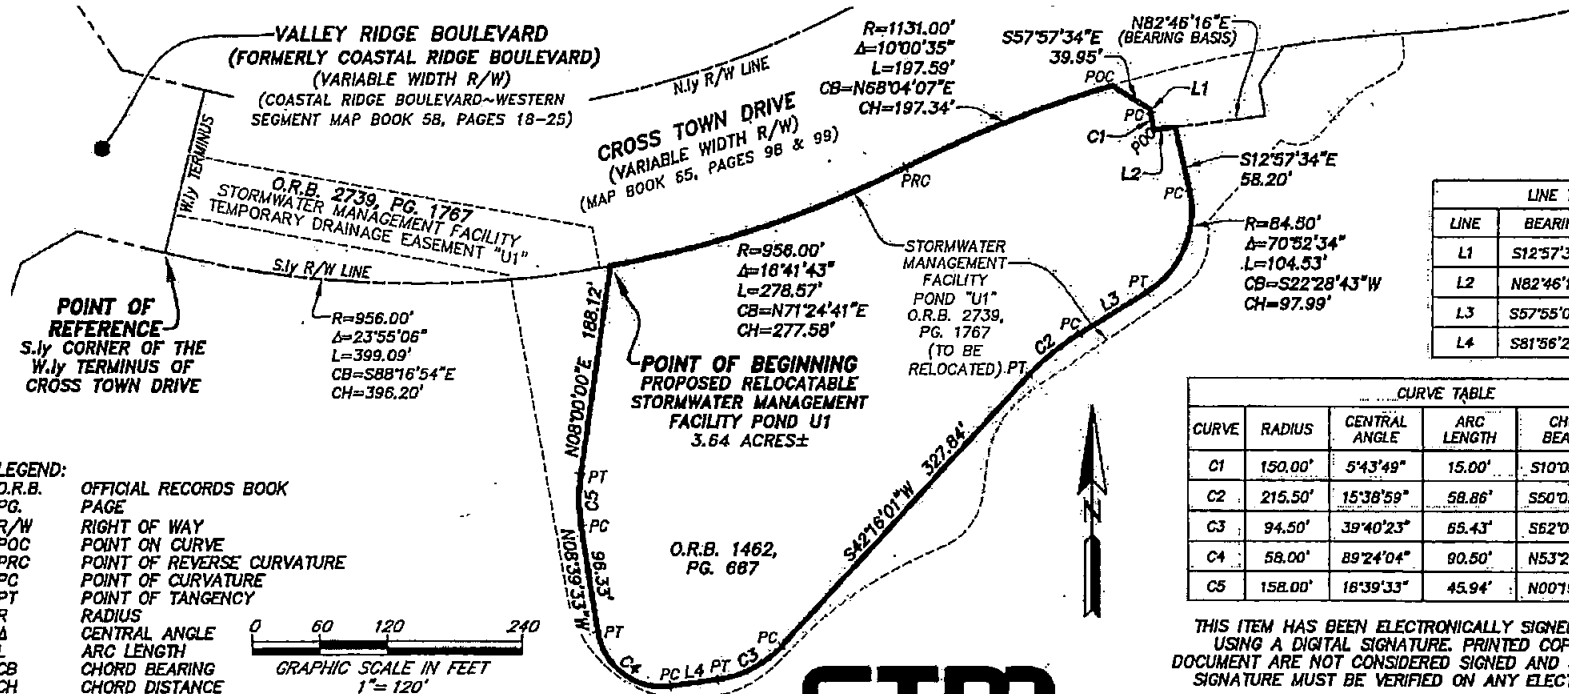 VALLEY RIDGE BOULEVARD
(FORMERLY COASTAL RIDGE BOULEVARD)
(VARIABLE WIDTH R/W)
(COASTAL RIDGE BOULEVARD~WESTERN
SEGMENT MAP BOOK 58, PAGES 18-25)
N.ly R/W LINE
CROSS TOWN DRIVE
(VARIABLE WIDTH R/W)
(MAP BOOK 65, PAGES 98 & 99)
R=1131.00'
Δ=10°00'35"
L=197.59'
CB=N68°04'07"E
CH=197.34'
S57°57'34"E
39.95'
N82°46'16"E
(BEARING BASIS)
POC
L1
PC
C1
POC
L2
S12°57'34"E
58.20'
PC
PRC
W.ly TERMINUS
O.R.B. 2739, PG. 1767
STORMWATER MANAGEMENT FACILITY
TEMPORARY DRAINAGE EASEMENT "U1"
S.ly R/W LINE
POINT OF
REFERENCE
S.ly CORNER OF THE
W.ly TERMINUS OF
CROSS TOWN DRIVE
R=956.00'
Δ=23°55'06"
L=399.09'
CB=S88°16'54"E
CH=396.20'
R=956.00'
Δ=16°41'43"
L=278.57'
CB=N71°24'41"E
CH=277.58'
STORMWATER
MANAGEMENT
FACILITY
POND "U1"
O.R.B. 2739,
PG. 1767
(TO BE
RELOCATED)
R=84.50'
Δ=70°52'34"
L=104.53'
CB=S22°28'43"W
CH=97.99'
PT
L3
PC
C2
PT
POINT OF BEGINNING
PROPOSED RELOCATABLE
STORMWATER MANAGEMENT
FACILITY POND U1
3.64 ACRES±
N08°00'00"E 188.12'
PT
C5
PC
N08°39'33"W 96.33'
PT
C4
PC L4 PT C3 PC
S42°16'01"W 327.84'
O.R.B. 1462,
PG. 667
N
LEGEND:
O.R.B. OFFICIAL RECORDS BOOK
PG. PAGE
R/W RIGHT OF WAY
POC POINT ON CURVE
PRC POINT OF REVERSE CURVATURE
PC POINT OF CURVATURE
PT POINT OF TANGENCY
R RADIUS
Δ CENTRAL ANGLE
L ARC LENGTH
CB CHORD BEARING
CH CHORD DISTANCE
0 60 120 240
GRAPHIC SCALE IN FEET
1"= 120'
LINE
LINE BEARIN
L1 S12°57'3
L2 N82°46'1
L3 S57°55'0
L4 S81°56'2
CURVE TABLE
CURVE RADIUS CENTRAL ANGLE ARC LENGTH CH BEA
C1 150.00' 5°43'49" 15.00' S10°0
C2 215.50' 15°38'59" 58.86' S50°0
C3 94.50' 39°40'23" 65.43' S62°0
C4 58.00' 89°24'04" 90.50' N53°2
C5 158.00' 16°39'33" 45.94' N00°1
THIS ITEM HAS BEEN ELECTRONICALLY SIGNE
USING A DIGITAL SIGNATURE. PRINTED COP
DOCUMENT ARE NOT CONSIDERED SIGNED AND
SIGNATURE MUST BE VERIFIED ON ANY ELECT